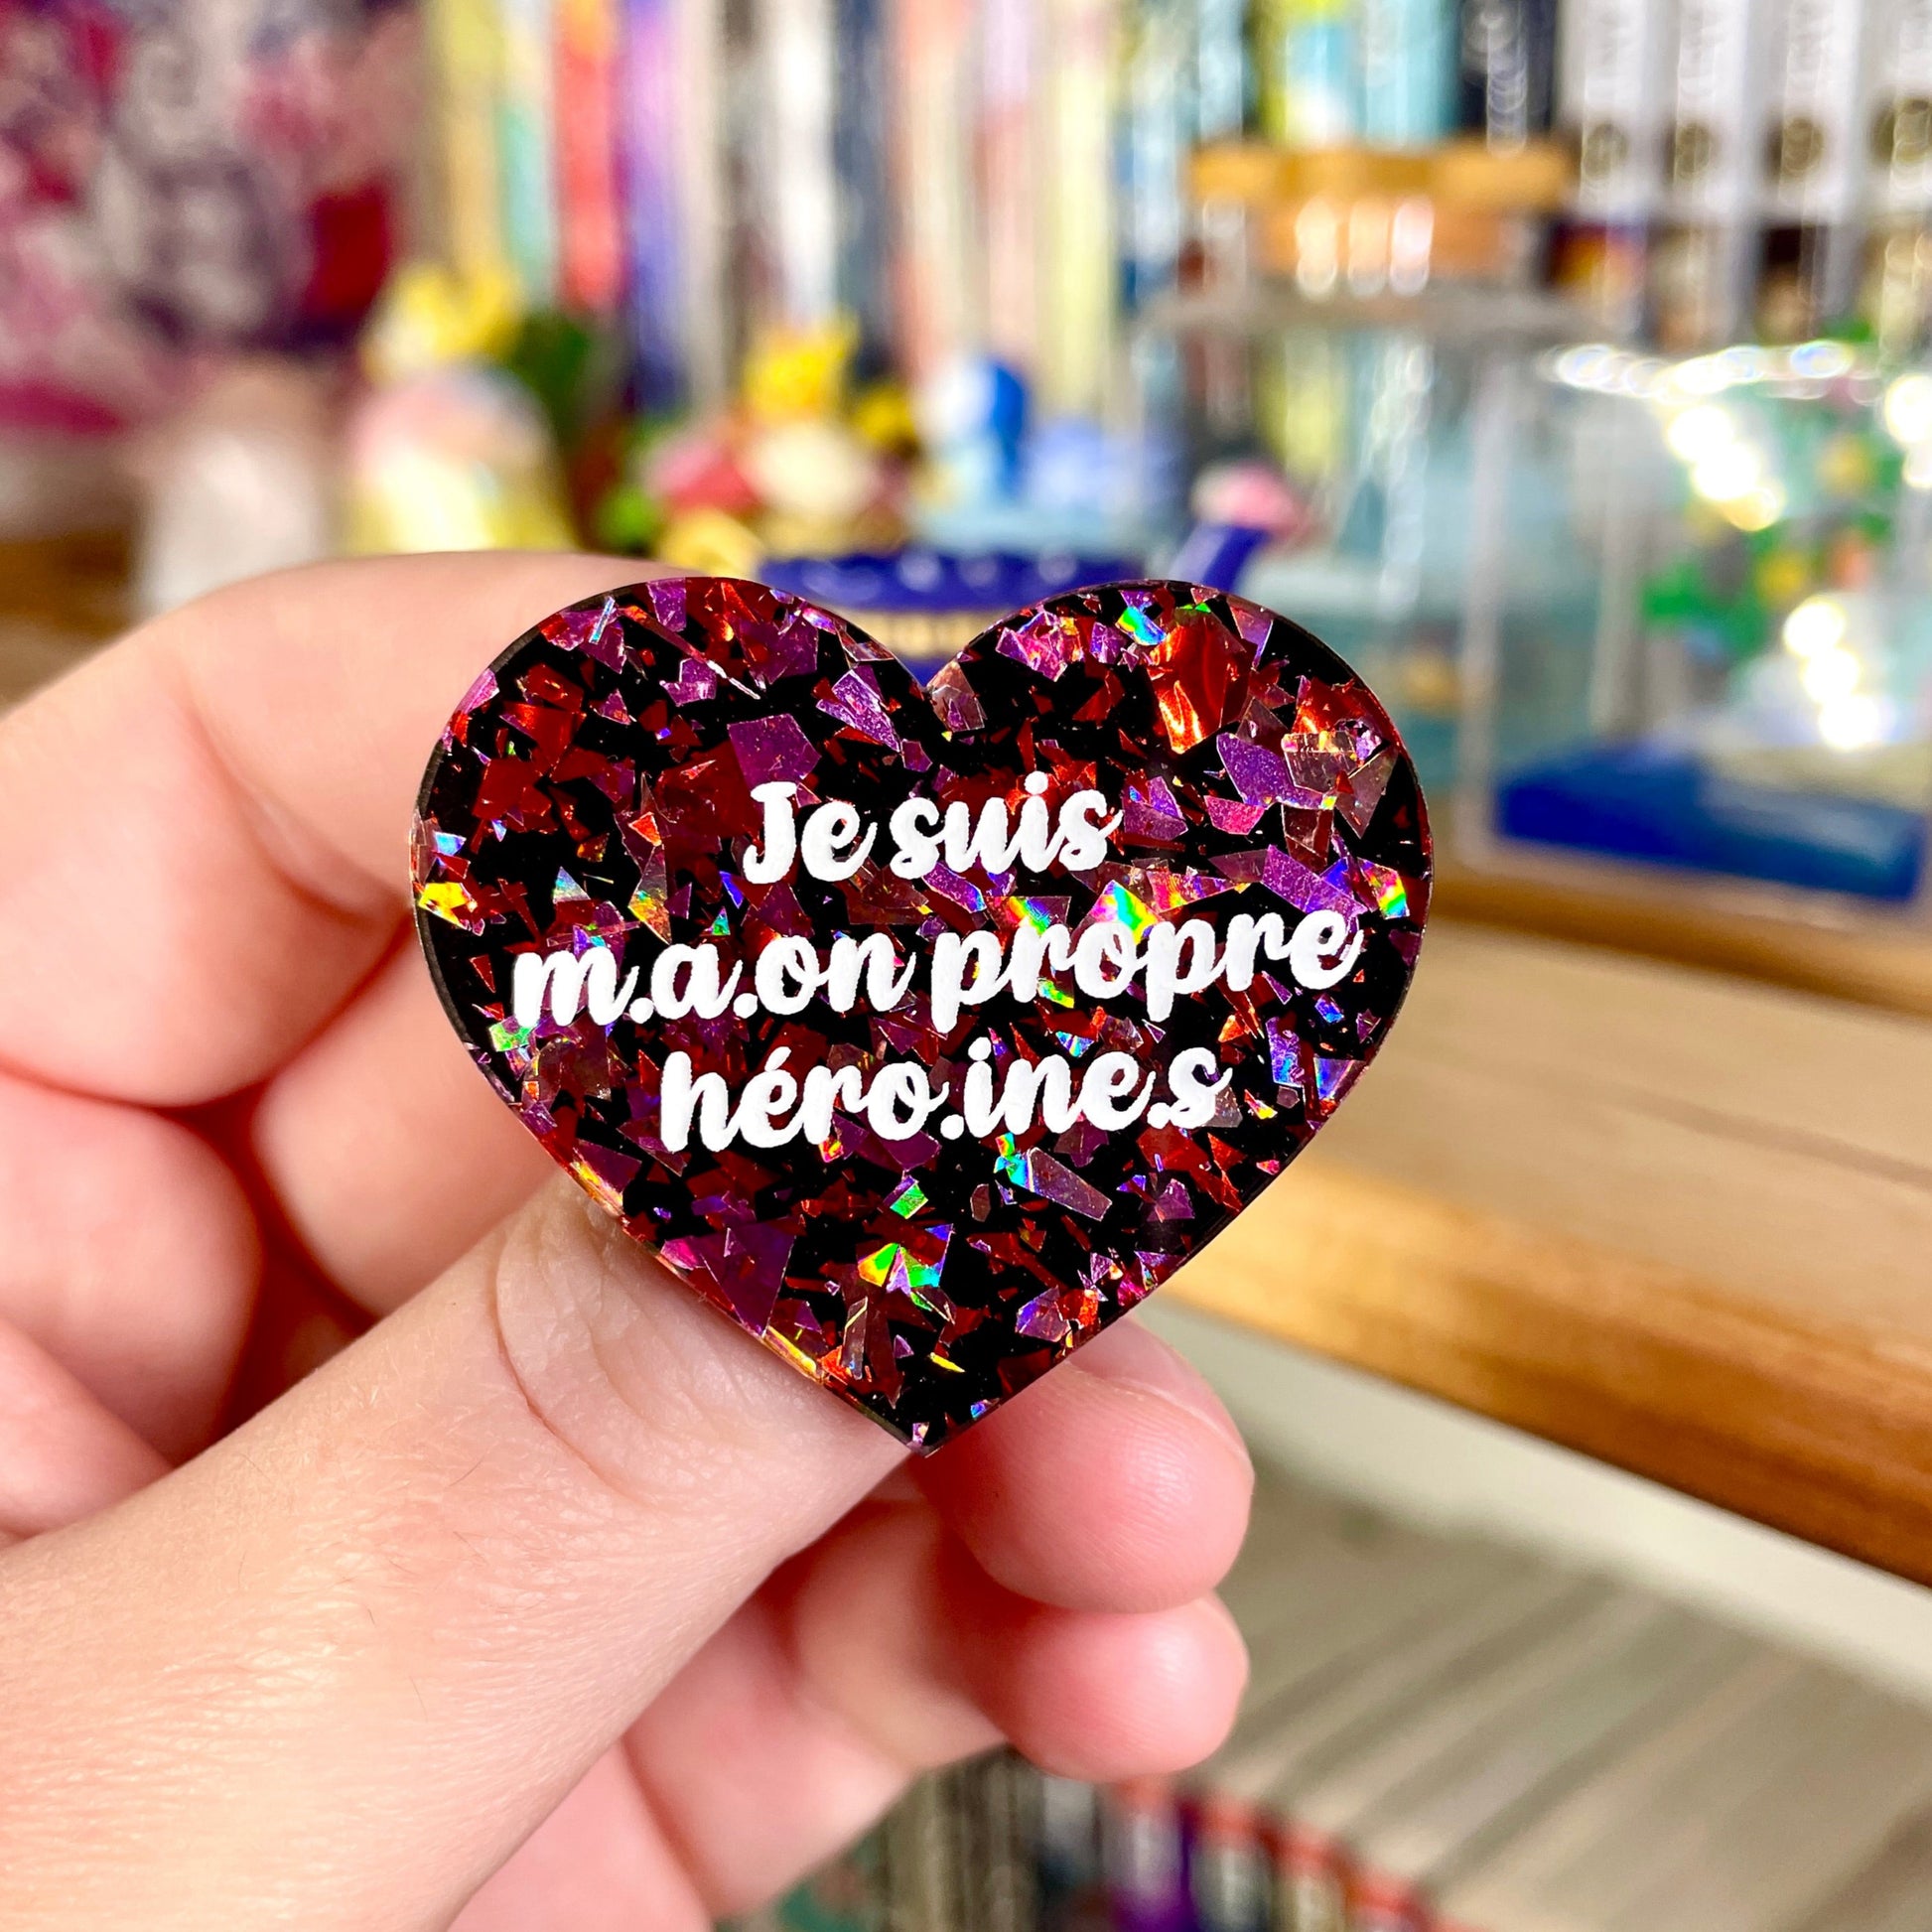 Je suis
m.a.on propre
héro.ine.s